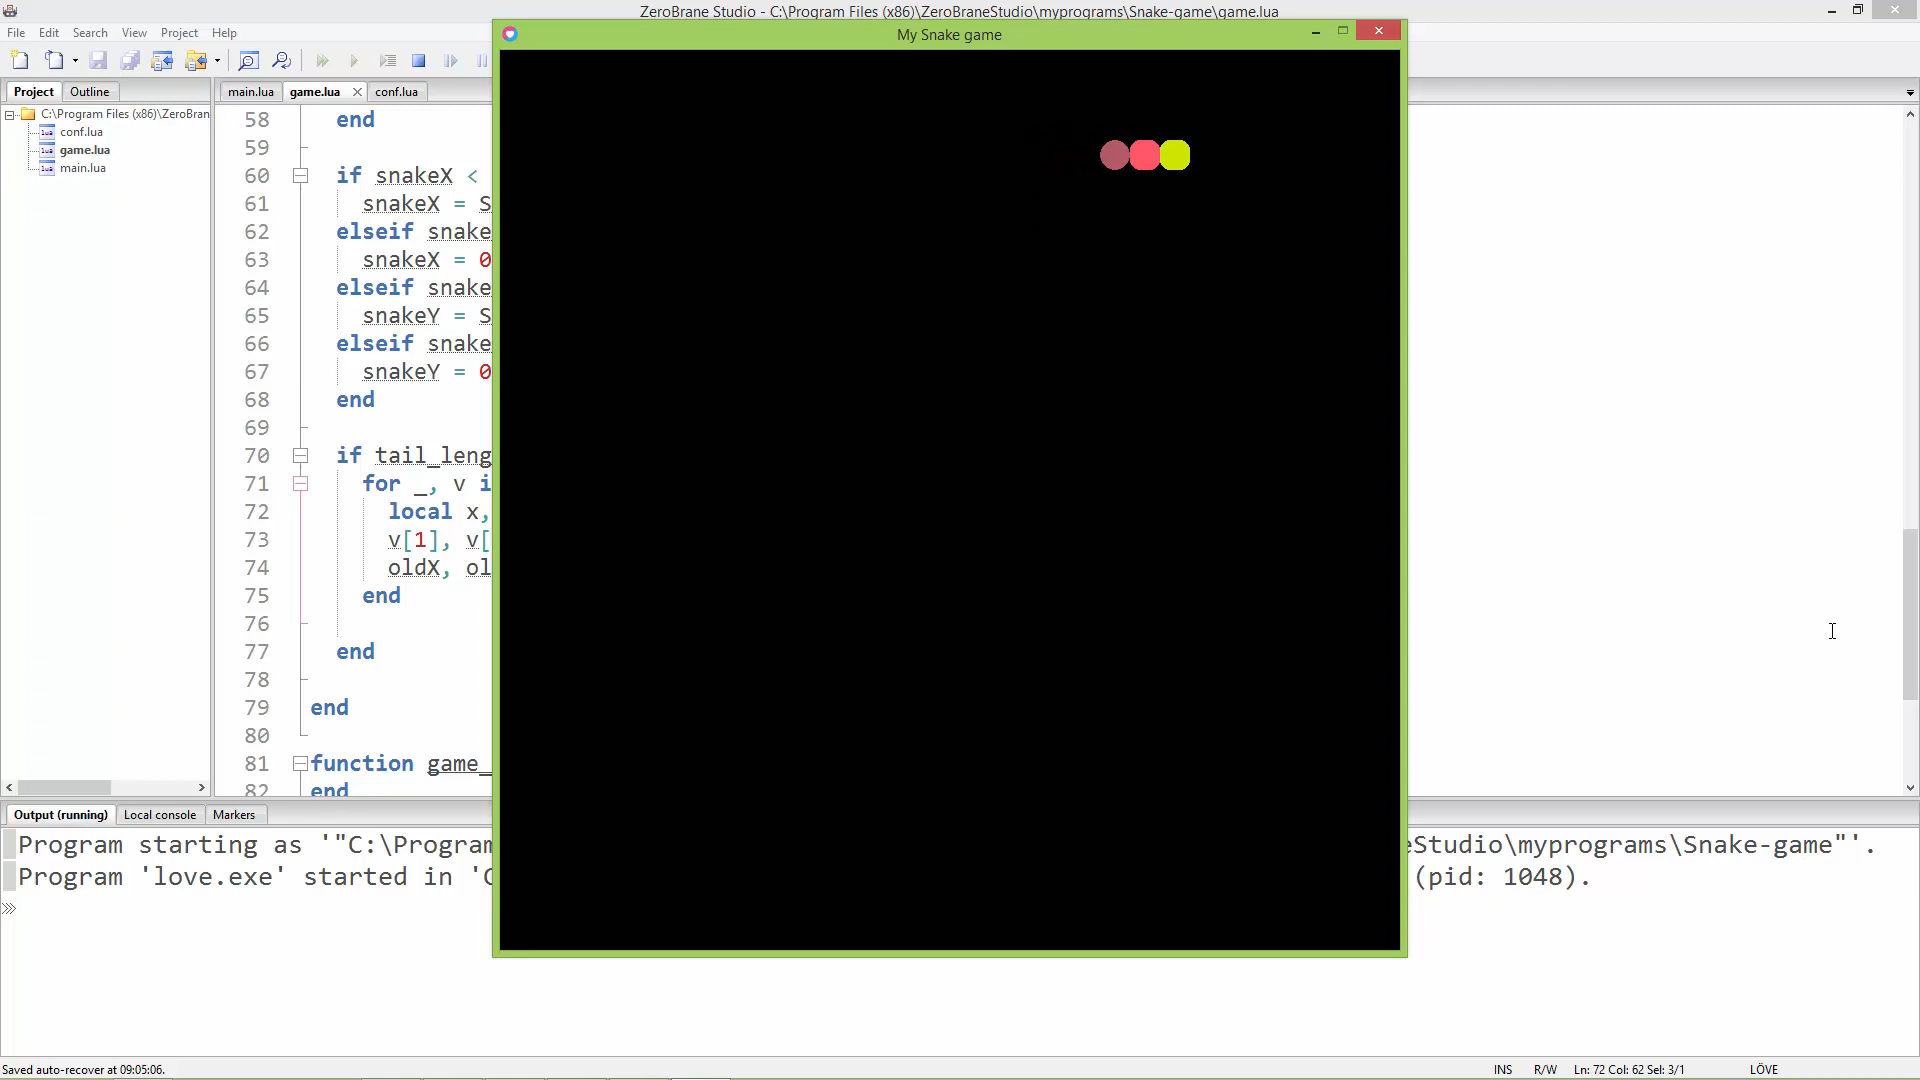 ZeroBrane Studio - C:\Program Files (x86)\ZeroBraneStudio\myprograms\Snake-game\game.lua
File Edit Search View Project Help
My Snake game
Project Outline
main.lua game.lua conf.lua
C:\Program Files (x86)\ZeroBran
conf.lua
game.lua
main.lua
58 end
59
60 if snakeX <
61 snakeX = S
62 elseif snake
63 snakeX = 0
64 elseif snake
65 snakeY = S
66 elseif snake
67 snakeY = 0
68 end
69
70 if tail_leng
71 for _, v i
72 local x,
73 v[1], v[
74 oldX, ol
75 end
76
77 end
78
79 end
80
81 function game_
82 end
Output (running) Local console Markers
Program starting as '"C:\Program eStudio\myprograms\Snake-game"'.
Program 'love.exe' started in 'C (pid: 1048).
Saved auto-recover at 09:05:06. INS R/W Ln: 72 Col: 62 Sel: 3/1 LÖVE